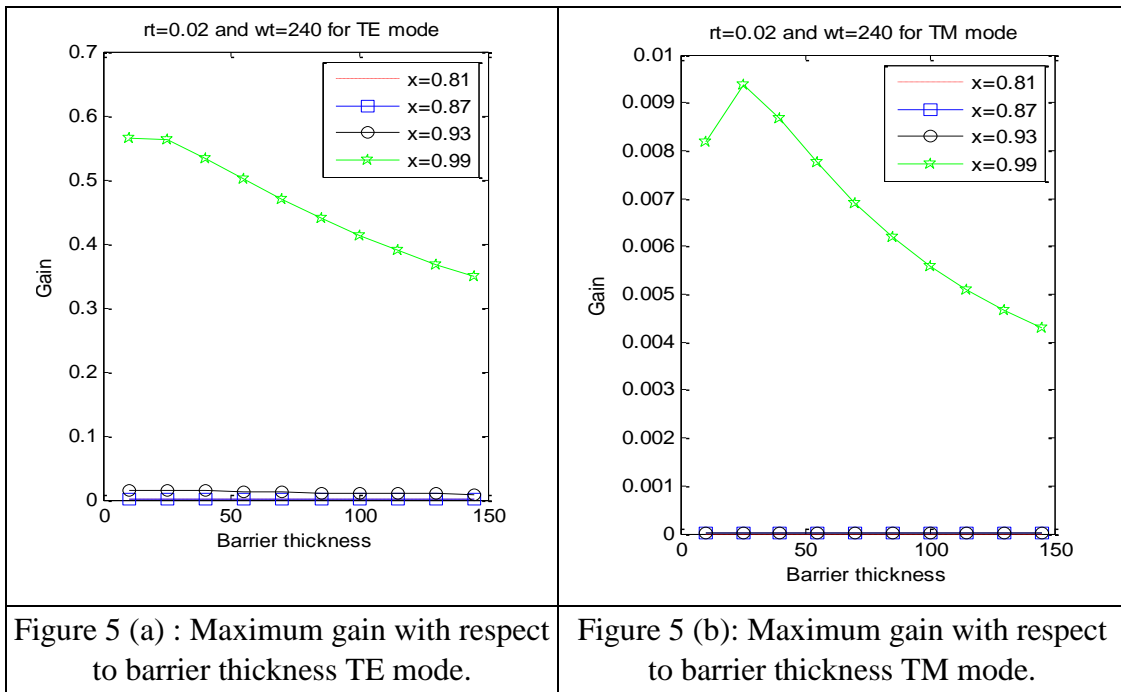 rt=0.02 and wt=240 for TE mode
0.7
0.6
0.5
0.4
0.3
0.2
0.1
0
Gain
x=0.81
x=0.87
x=0.93
x=0.99
0
50
100
150
Barrier thickness
Figure 5 (a) : Maximum gain with respect
to barrier thickness TE mode.
rt=0.02 and wt=240 for TM mode
0.01
0.009
0.008
0.007
0.006
0.005
0.004
0.003
0.002
0.001
0
Gain
x=0.81
x=0.87
x=0.93
x=0.99
0
50
100
150
Barrier thickness
Figure 5 (b): Maximum gain with respect
to barrier thickness TM mode.